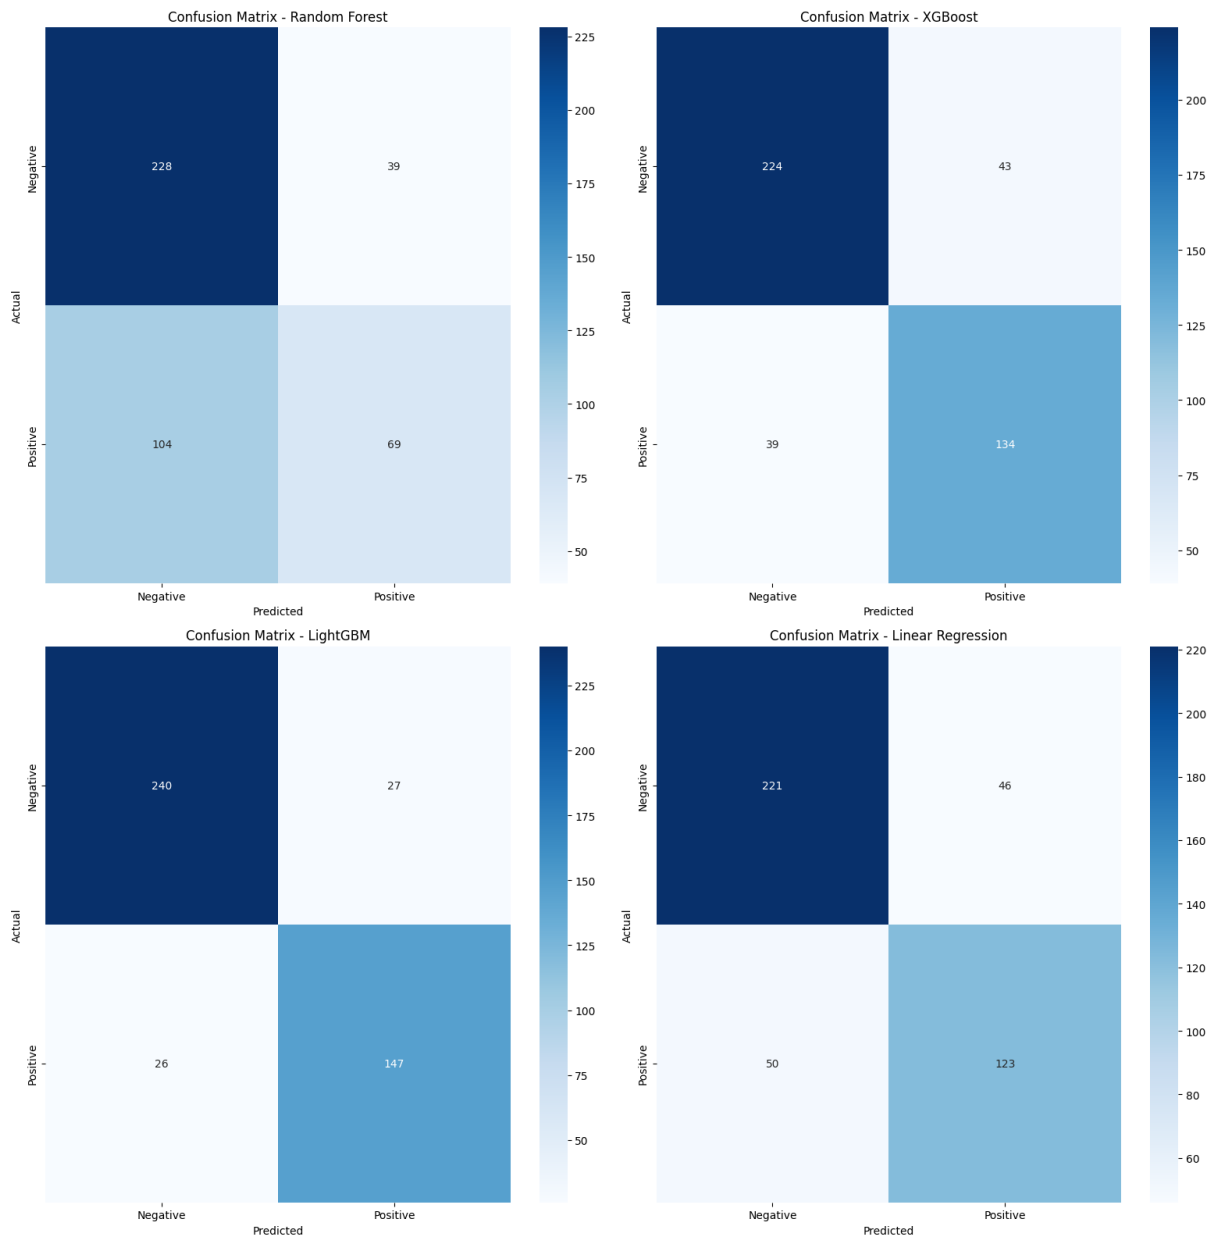 Confusion Matrix - Random Forest
225
200
175
150
125
100
75
50
Negative
Positive
Actual
228
39
104
69
Negative
Positive
Predicted
Confusion Matrix - XGBoost
200
175
150
125
100
75
50
Negative
Positive
Actual
224
43
39
134
Negative
Positive
Predicted
Confusion Matrix - LightGBM
225
200
175
150
125
100
75
50
Negative
Positive
Actual
240
27
26
147
Negative
Positive
Predicted
Confusion Matrix - Linear Regression
220
200
180
160
140
120
100
80
60
Negative
Positive
Actual
221
46
50
123
Negative
Positive
Predicted